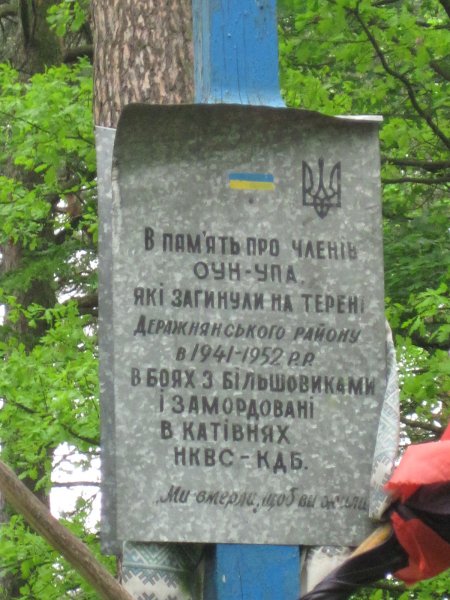 В ПАМ'ЯТЬ ПРО ЧЛЕНІВ
ОУН-УПА,
ЯКІ ЗАГИНУЛИ НА ТЕРЕНІ
ДЕРАЖНЯНСЬКОГО РАЙОНУ
в 1941-1952 Р.Р.
В БОЯХ З БІЛЬШОВИКАМИ
І ЗАМОРДОВАНІ
В КАТІВНЯХ
НКВС-КДБ.
„Ми вмерли, щоб ви жили